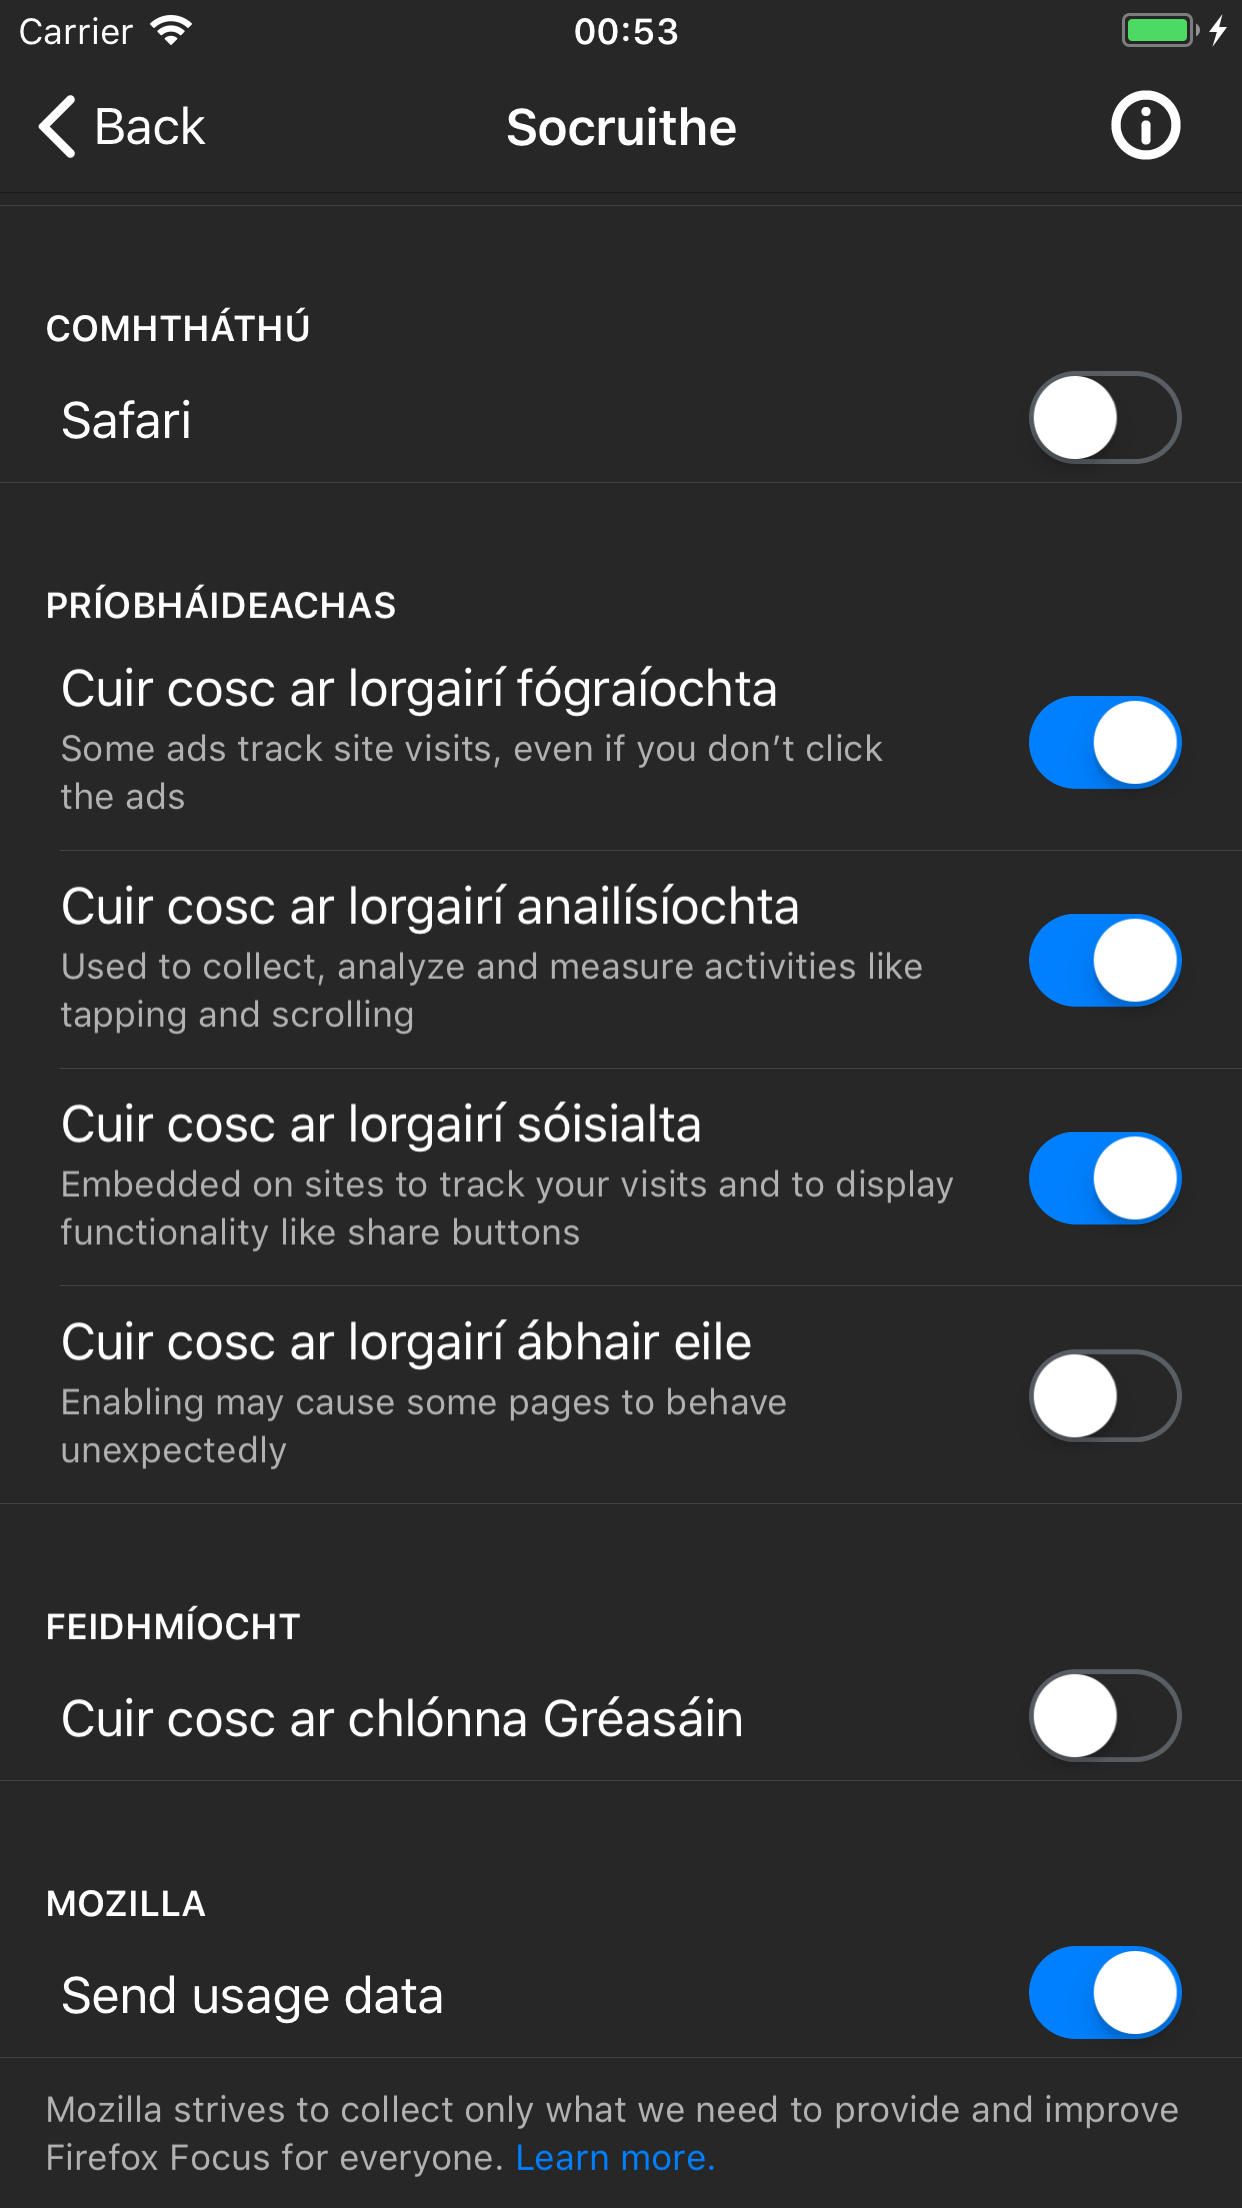 Carrier 00:53
Back Socruithe
COMHTHÁTHÚ
Safari
PRÍOBHÁIDEACHAS
Cuir cosc ar lorgairí fógraíochta
Some ads track site visits, even if you don’t click
the ads
Cuir cosc ar lorgairí anailísíochta
Used to collect, analyze and measure activities like
tapping and scrolling
Cuir cosc ar lorgairí sóisialta
Embedded on sites to track your visits and to display
functionality like share buttons
Cuir cosc ar lorgairí ábhair eile
Enabling may cause some pages to behave
unexpectedly
FEIDHMÍOCHT
Cuir cosc ar chlónna Gréasáin
MOZILLA
Send usage data
Mozilla strives to collect only what we need to provide and improve
Firefox Focus for everyone. Learn more.